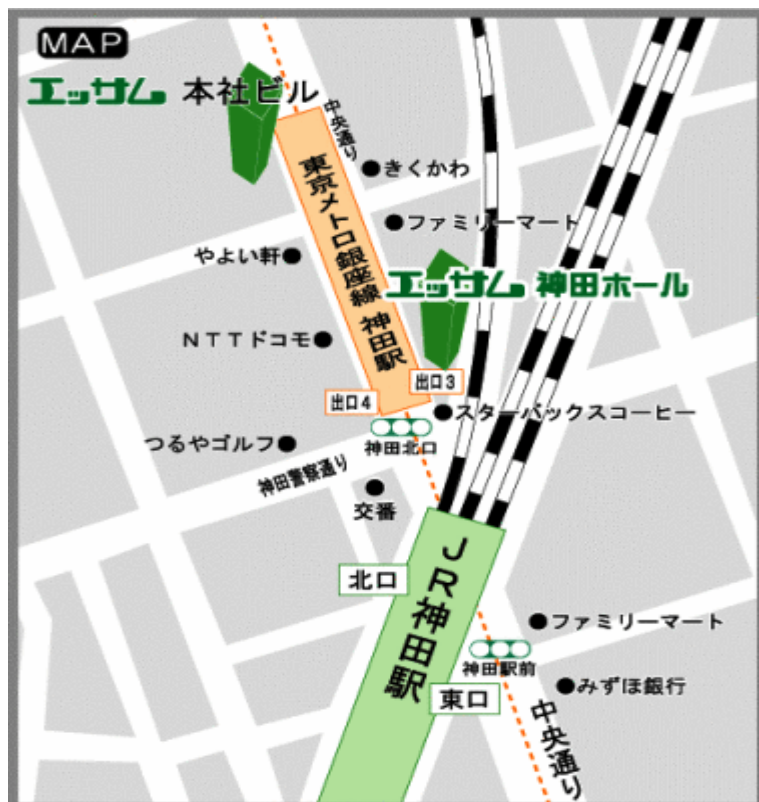 MAP
エッサム 本社ビル
中央通り
東京メトロ銀座線 神田駅
きくかわ
ファミリーマート
やよい軒
エッサム 神田ホール
NTTドコモ
出口3
出口4
スターバックスコーヒー
神田北口
つるやゴルフ
神田警察通り
交番
JR神田駅
北口
ファミリーマート
神田駅前
東口
みずほ銀行
中央通り